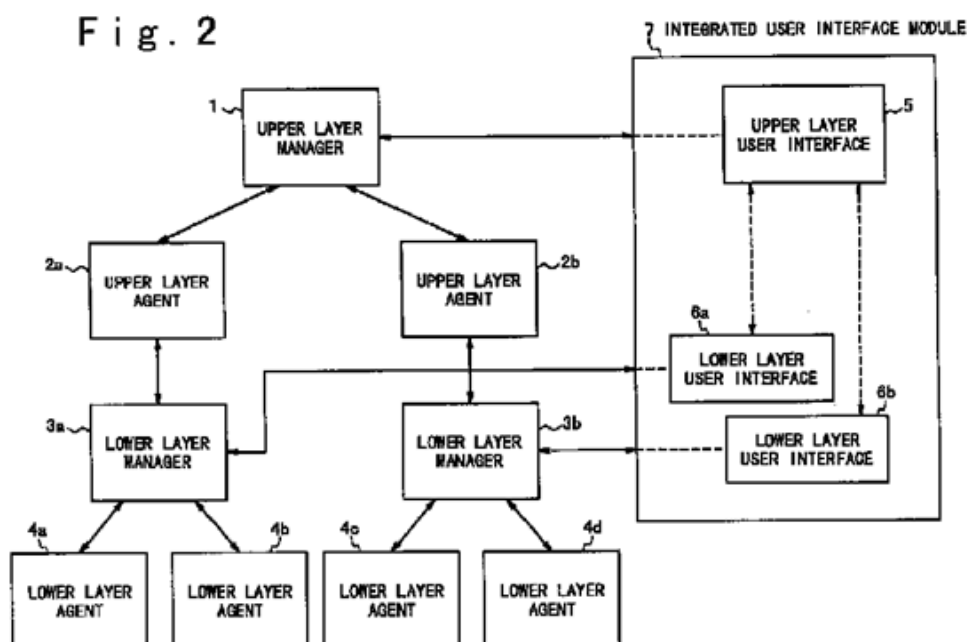 Fig. 2
7 INTEGRATED USER INTERFACE MODULE
1
UPPER LAYER
MANAGER
5
UPPER LAYER
USER INTERFACE
2a
UPPER LAYER
AGENT
2b
UPPER LAYER
AGENT
6a
LOWER LAYER
USER INTERFACE
6b
LOWER LAYER
USER INTERFACE
3a
LOWER LAYER
MANAGER
3b
LOWER LAYER
MANAGER
4a
LOWER LAYER
AGENT
4b
LOWER LAYER
AGENT
4c
LOWER LAYER
AGENT
4d
LOWER LAYER
AGENT